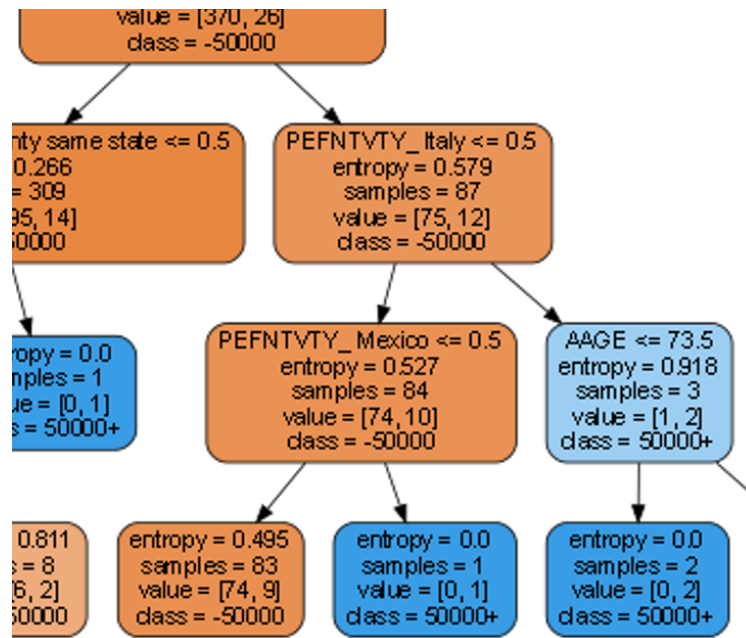 value = [370, 26]
class = -50000
nty same state <= 0.5
0.266
= 309
95, 14]
50000
PEFNTVTY_ Italy <= 0.5
entropy = 0.579
samples = 87
value = [75, 12]
class = -50000
ropy = 0.0
nples = 1
ue = [0, 1]
s = 50000+
PEFNTVTY_ Mexico <= 0.5
entropy = 0.527
samples = 84
value = [74, 10]
class = -50000
AAGE <= 73.5
entropy = 0.918
samples = 3
value = [1, 2]
class = 50000+
0.811
s = 8
[6, 2]
50000
entropy = 0.495
samples = 83
value = [74, 9]
class = -50000
entropy = 0.0
samples = 1
value = [0, 1]
class = 50000+
entropy = 0.0
samples = 2
value = [0, 2]
class = 50000+